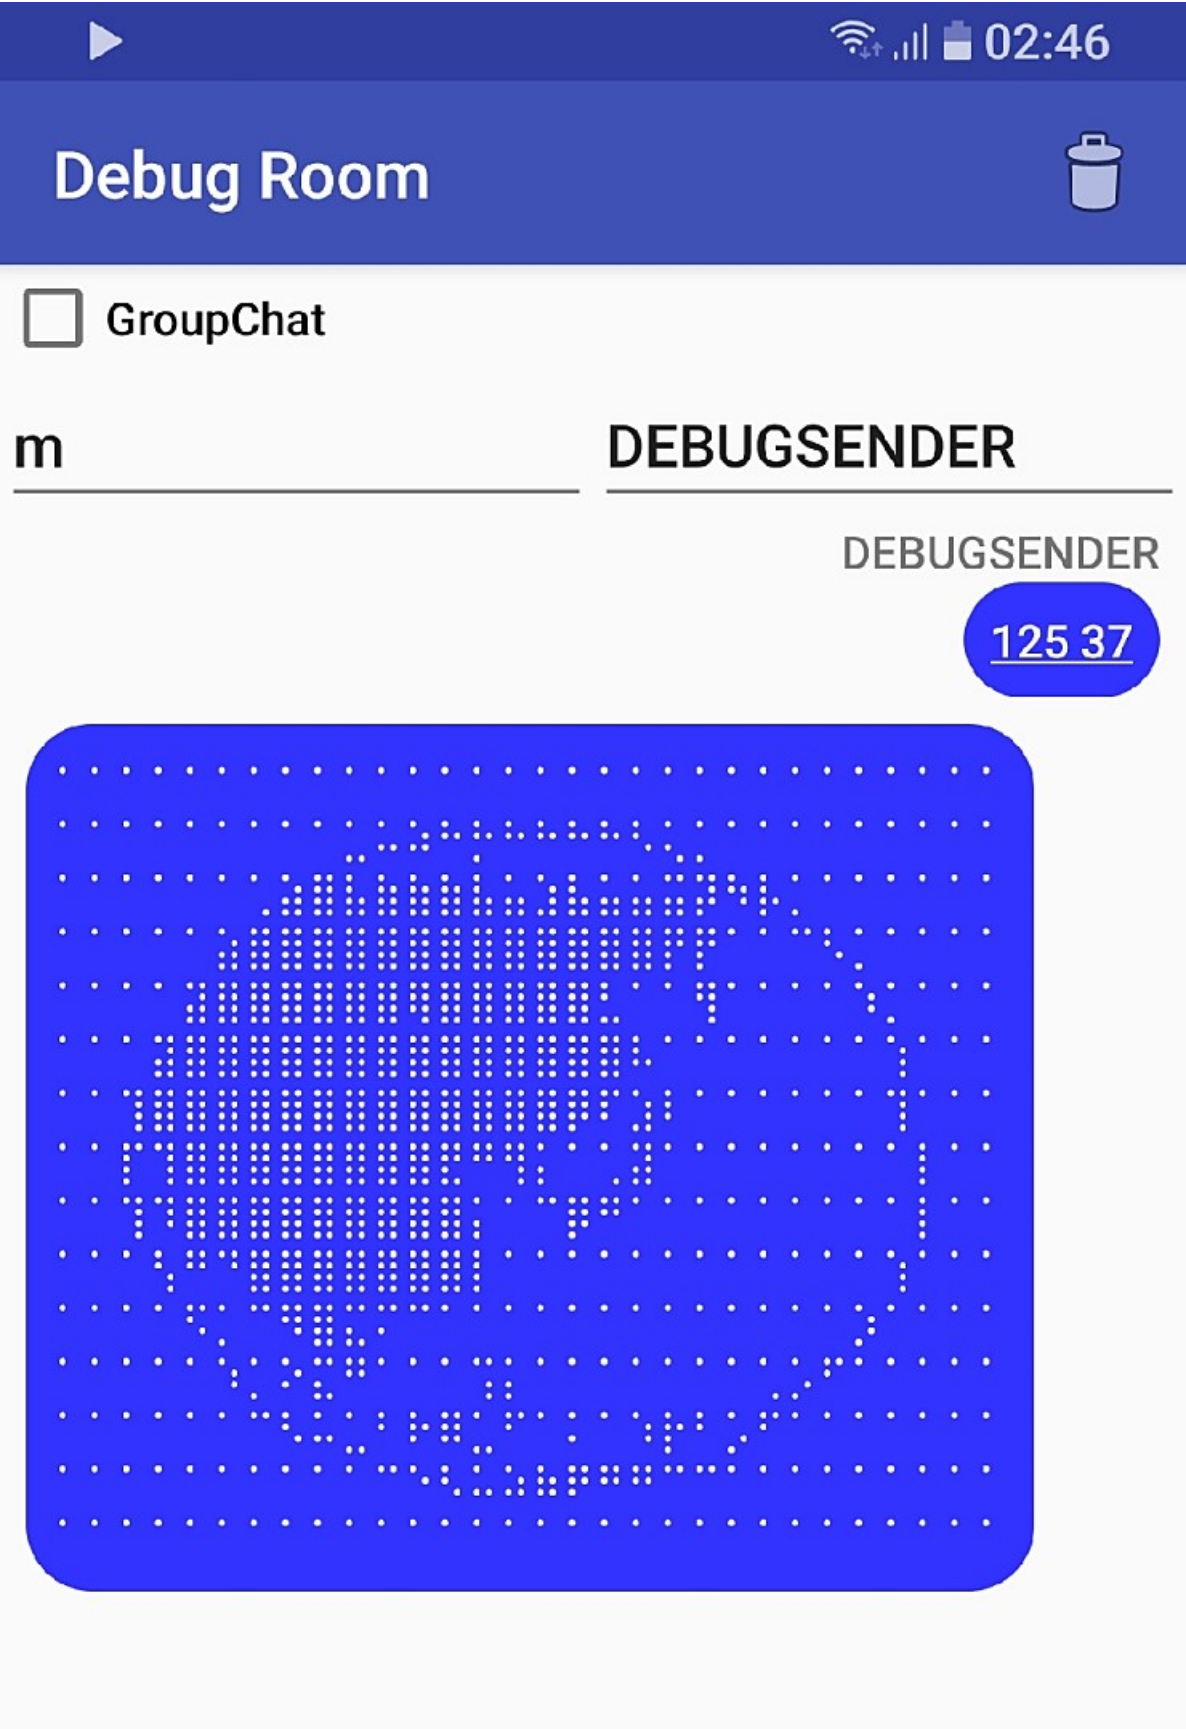 02:46
Debug Room
GroupChat
m
DEBUGSENDER
DEBUGSENDER
125 37